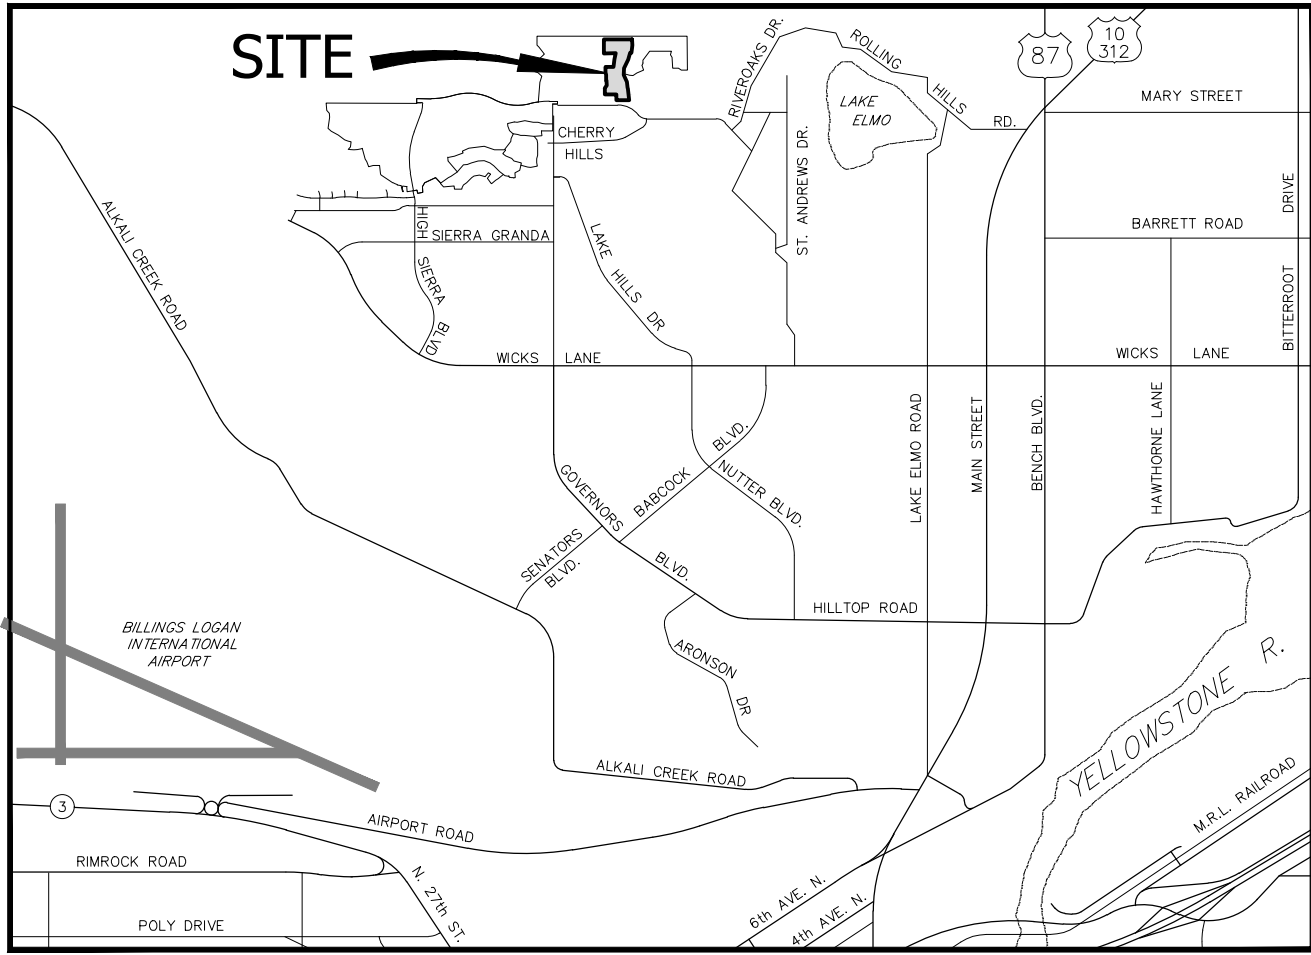 SITE
RIVEROAKS DR.
ROLLING
HILLS
RD.
87
10
312
LAKE
ELMO
MARY STREET
CHERRY
HILLS
ST. ANDREWS DR.
ALKALI CREEK ROAD
HIGH
SIERRA
BLVD
SIERRA GRANDA
LAKE
HILLS
DR
BARRETT ROAD
BITTERROOT
DRIVE
WICKS
LANE
WICKS
LANE
LAKE ELMO ROAD
MAIN STREET
BENCH BLVD.
HAWTHORNE LANE
GOVERNORS
BLVD.
BABCOCK
BLVD.
NUTTER BLVD.
SENATORS
BLVD.
HILLTOP ROAD
BILLINGS LOGAN
INTERNATIONAL
AIRPORT
ARONSON
DR
YELLOWSTONE
R.
ALKALI CREEK ROAD
M.R.L. RAILROAD
3
AIRPORT ROAD
RIMROCK ROAD
N. 27th ST.
POLY DRIVE
6th AVE. N.
4th AVE. N.